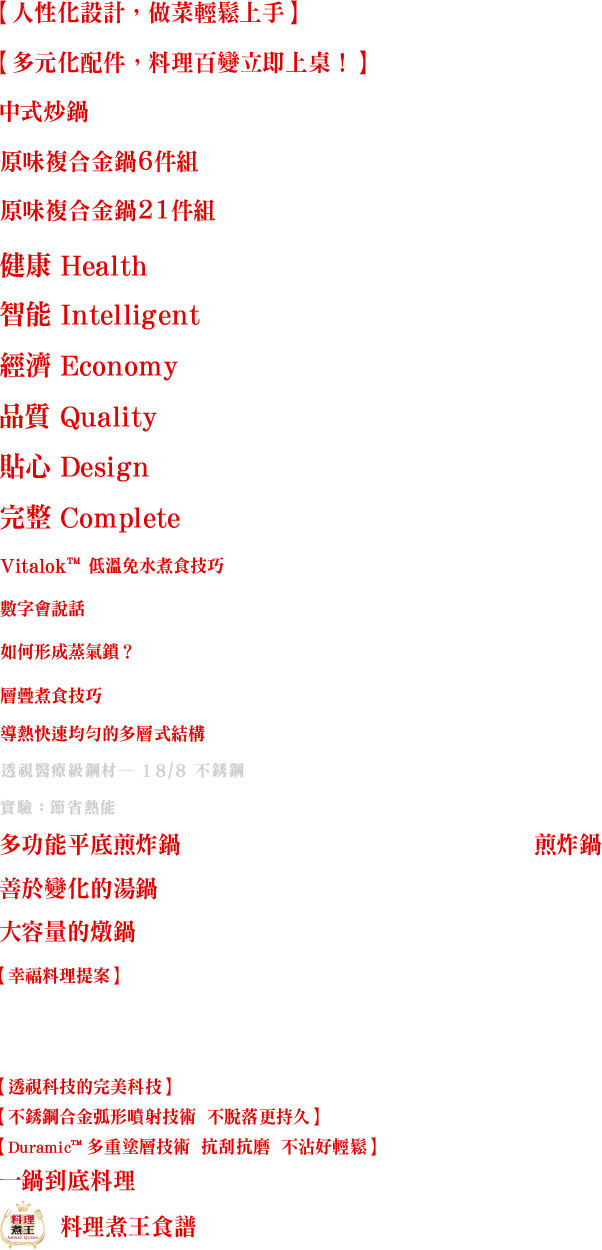 【人性化設計，做菜輕鬆上手】
【多元化配件，料理百變立即上桌！】
中式炒鍋
原味複合金鍋6件組
原味複合金鍋21件組
健康 Health
智能 Intelligent
經濟 Economy
品質 Quality
貼心 Design
完整 Complete
Vitalok™ 低溫免水煮食技巧
數字會說話
如何形成蒸氣鎖？
層疊煮食技巧
導熱快速均勻的多層式結構
透視醫療級鋼材— 18/8 不銹鋼
實驗：節省熱能
多功能平底煎炸鍋 煎炸鍋
善於變化的湯鍋
大容量的燉鍋
【幸福料理提案】
【透視科技的完美科技】
【不銹鋼合金弧形噴射技術 不脫落更持久】
【Duramic™ 多重塗層技術 抗刮抗磨 不沾好輕鬆】
一鍋到底料理
料理
煮王
料理煮王食譜